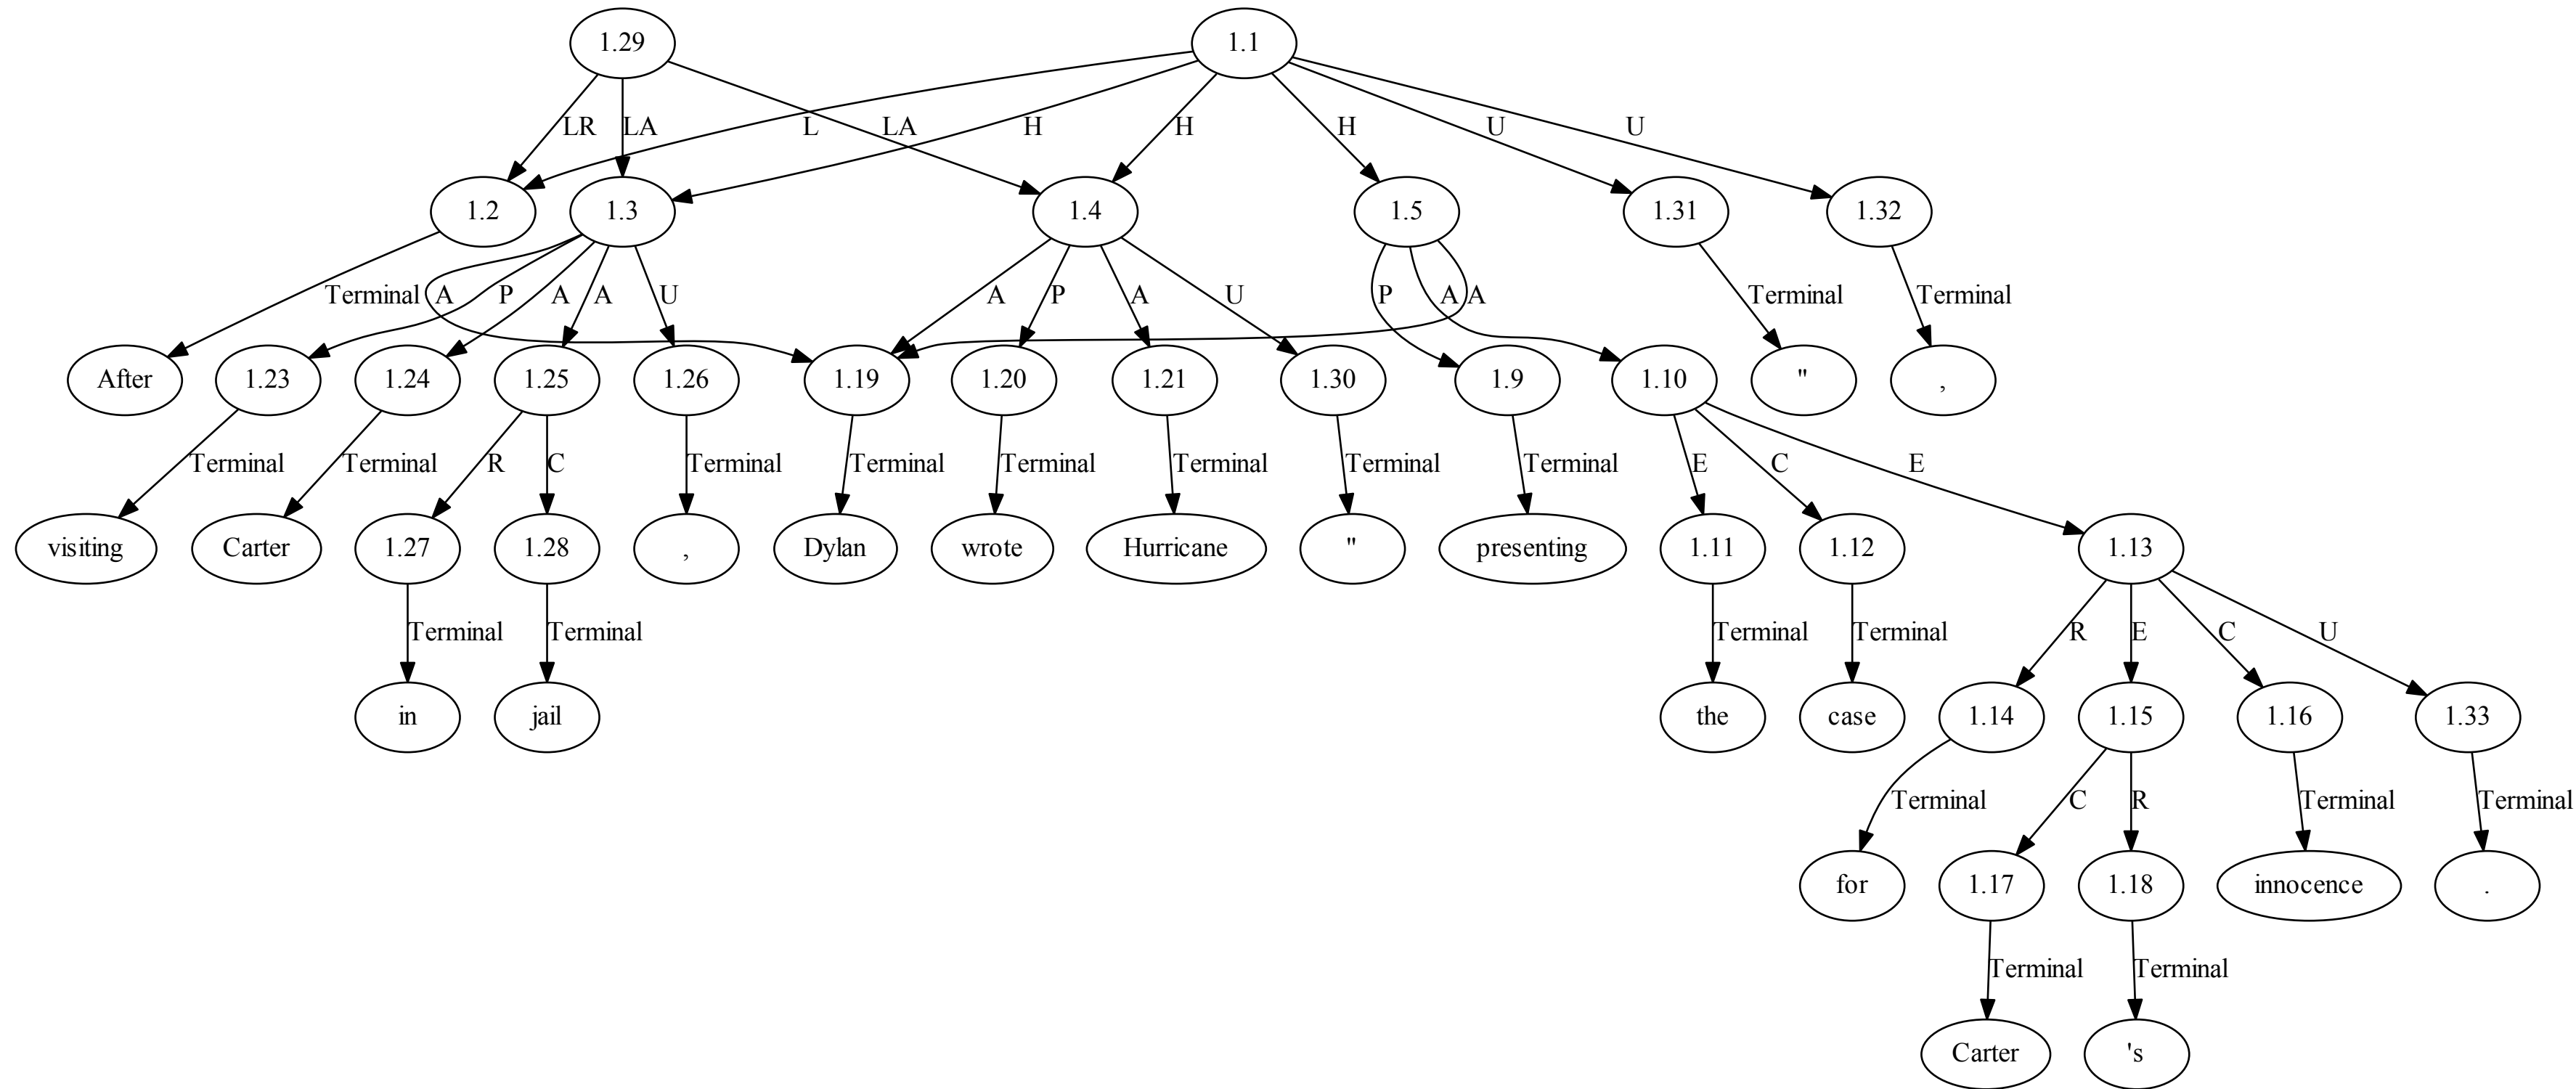 1.29 1.1
LR LA L LA H H H U U
1.2 1.3 1.4 1.5 1.31 1.32
Terminal A P A A U A P A U P A A Terminal Terminal
After 1.23 1.24 1.25 1.26 1.19 1.20 1.21 1.30 1.9 1.10 " ,
Terminal Terminal R C Terminal Terminal Terminal Terminal Terminal Terminal E C E
visiting Carter 1.27 1.28 , Dylan wrote Hurricane " presenting 1.11 1.12 1.13
Terminal Terminal Terminal Terminal R E C U
in jail the case 1.14 1.15 1.16 1.33
Terminal C R Terminal Terminal
for 1.17 1.18 innocence .
Terminal Terminal
Carter 's